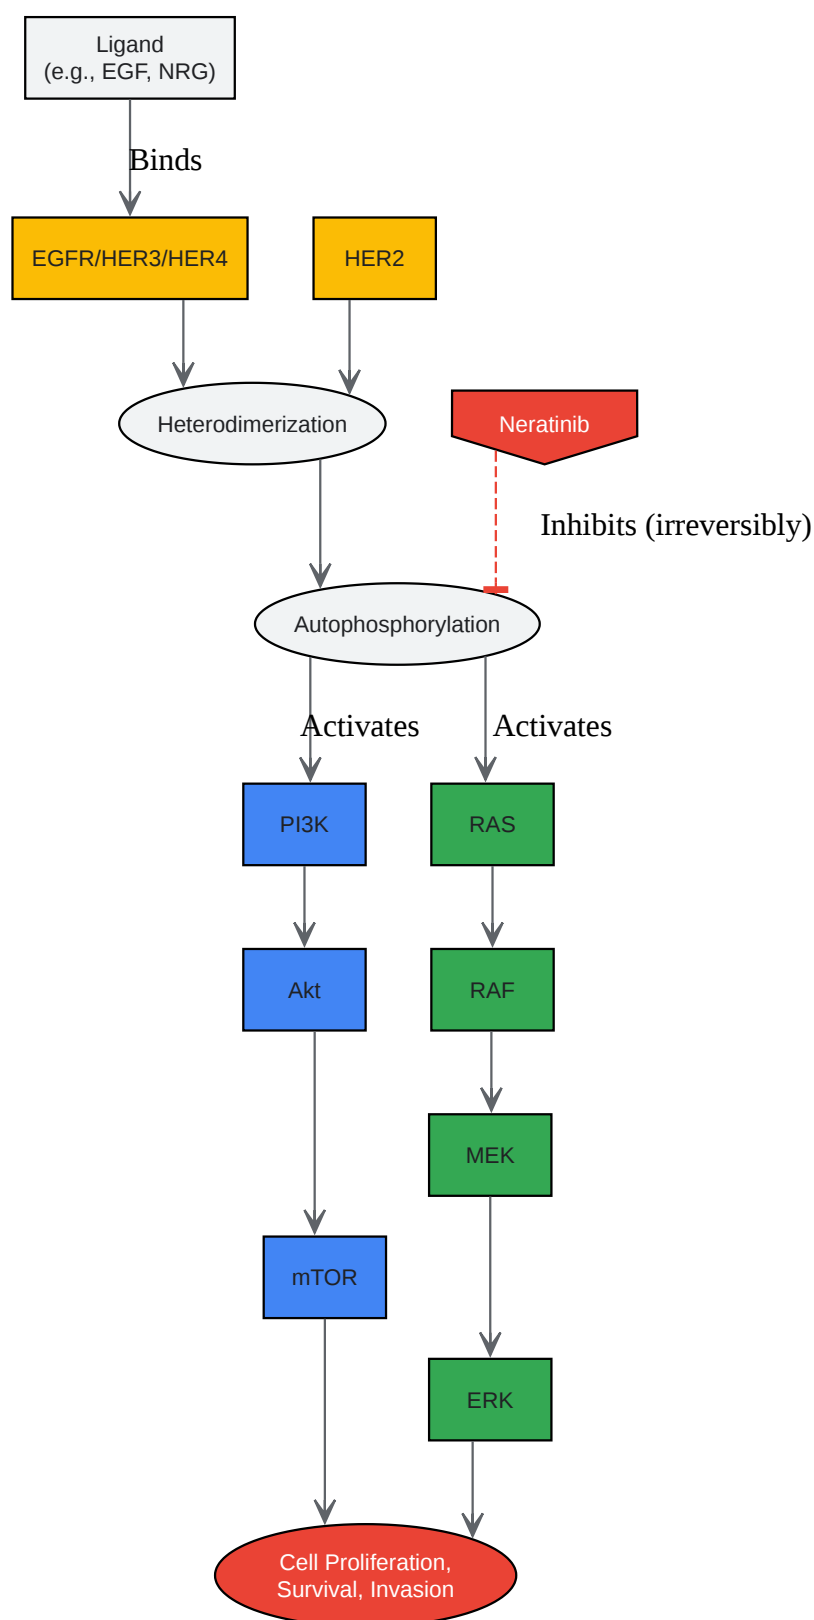 Ligand
(e.g., EGF, NRG)
Binds
EGFR/HER3/HER4
HER2
Heterodimerization
Neratinib
Inhibits (irreversibly)
Autophosphorylation
Activates
Activates
PI3K
RAS
Akt
RAF
MEK
mTOR
ERK
Cell Proliferation,
Survival, Invasion